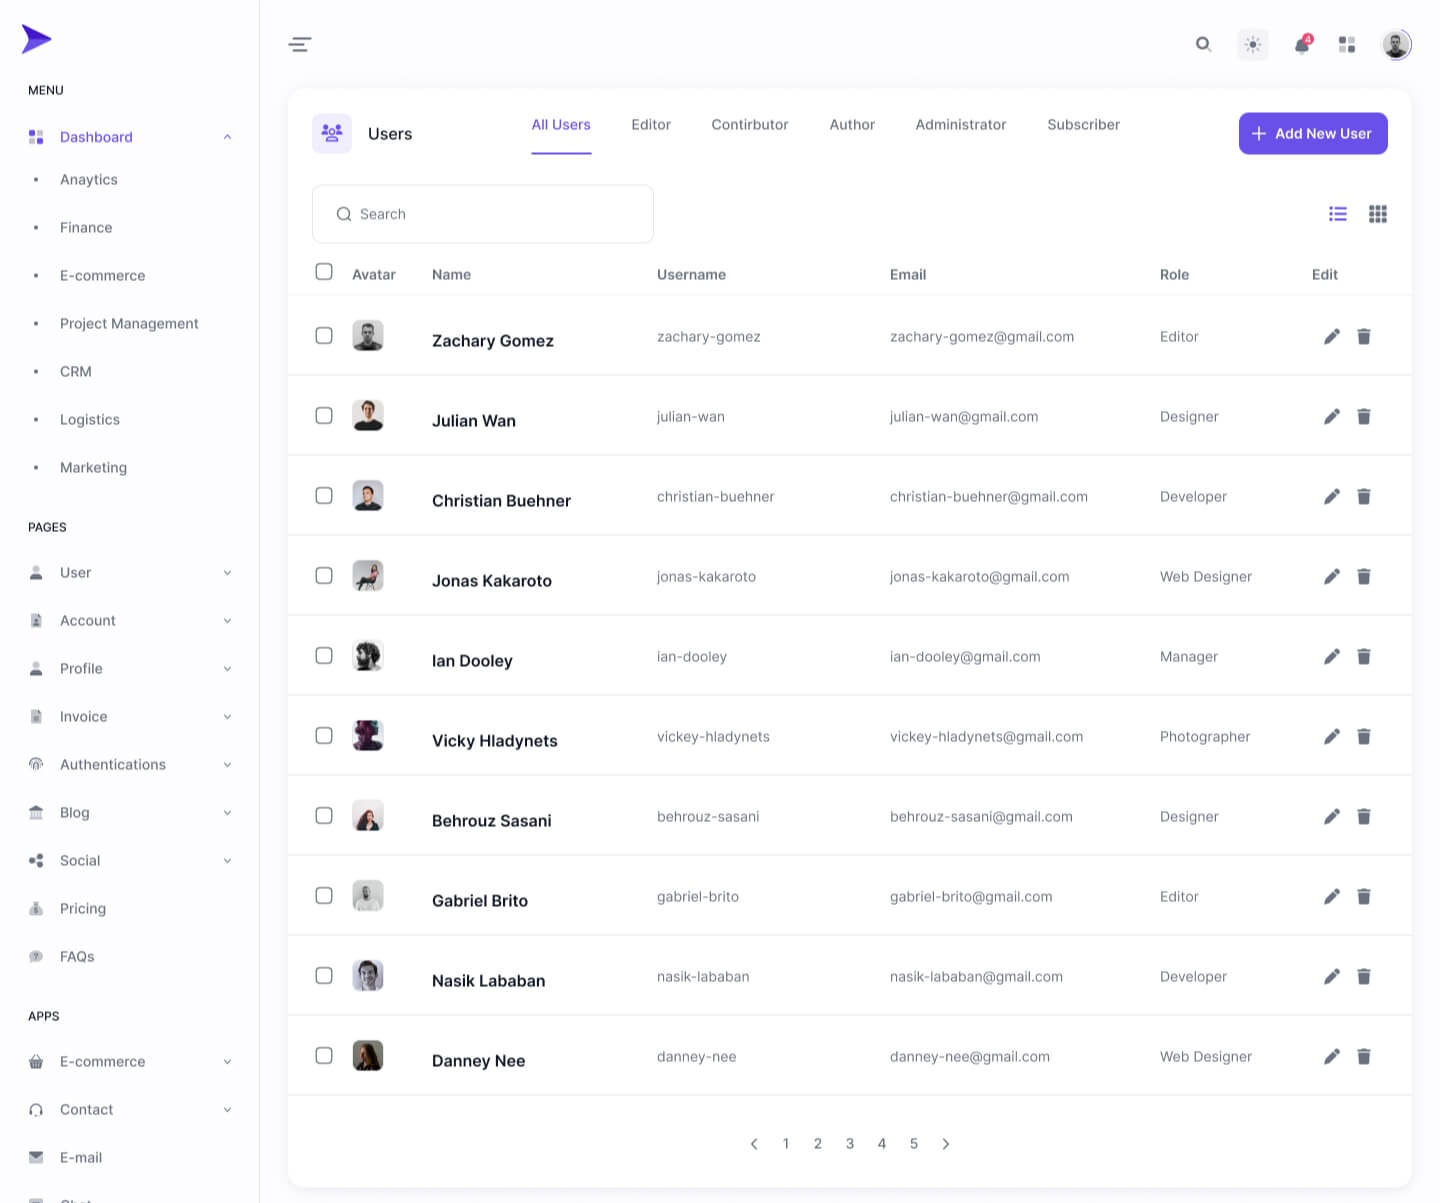 MENU
Dashboard
Anaytics
Finance
E-commerce
Project Management
CRM
Logistics
Marketing
PAGES
User
Account
Profile
Invoice
Authentications
Blog
Social
Pricing
FAQs
APPS
E-commerce
Contact
E-mail
Chat
4
Users
All Users Editor Contirbutor Author Administrator Subscriber
Add New User
Search
Avatar Name Username Email Role Edit
Zachary Gomez zachary-gomez zachary-gomez@gmail.com Editor
Julian Wan julian-wan julian-wan@gmail.com Designer
Christian Buehner christian-buehner christian-buehner@gmail.com Developer
Jonas Kakaroto jonas-kakaroto jonas-kakaroto@gmail.com Web Designer
Ian Dooley ian-dooley ian-dooley@gmail.com Manager
Vicky Hladynets vickey-hladynets vickey-hladynets@gmail.com Photographer
Behrouz Sasani behrouz-sasani behrouz-sasani@gmail.com Designer
Gabriel Brito gabriel-brito gabriel-brito@gmail.com Editor
Nasik Lababan nasik-lababan nasik-lababan@gmail.com Developer
Danney Nee danney-nee danney-nee@gmail.com Web Designer
1 2 3 4 5